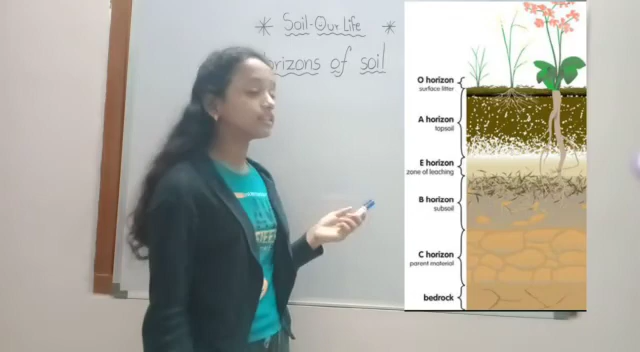 * Soil-Our Life *
orizons of soil
O horizon
surface litter
A horizon
topsoil
E horizon
zone of leaching
B horizon
subsoil
C horizon
parent material
bedrock